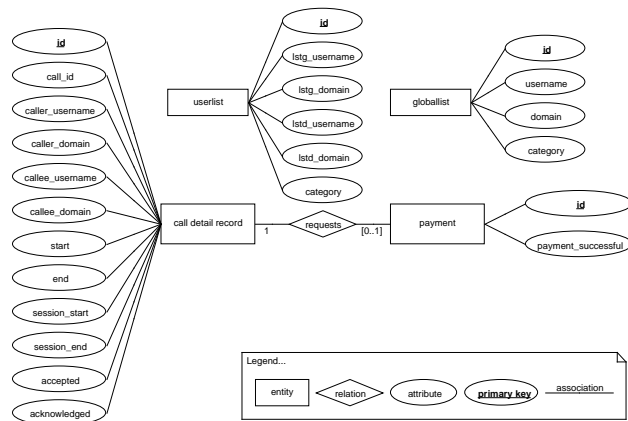 id
call_id
caller_username
caller_domain
callee_username
callee_domain
start
end
session_start
session_end
accepted
acknowledged
userlist
id
lstg_username
lstg_domain
lstd_username
lstd_domain
category
globallist
id
username
domain
category
call detail record
1
requests
[0..1]
payment
id
payment_successful
Legend...
entity
relation
attribute
primary key
association